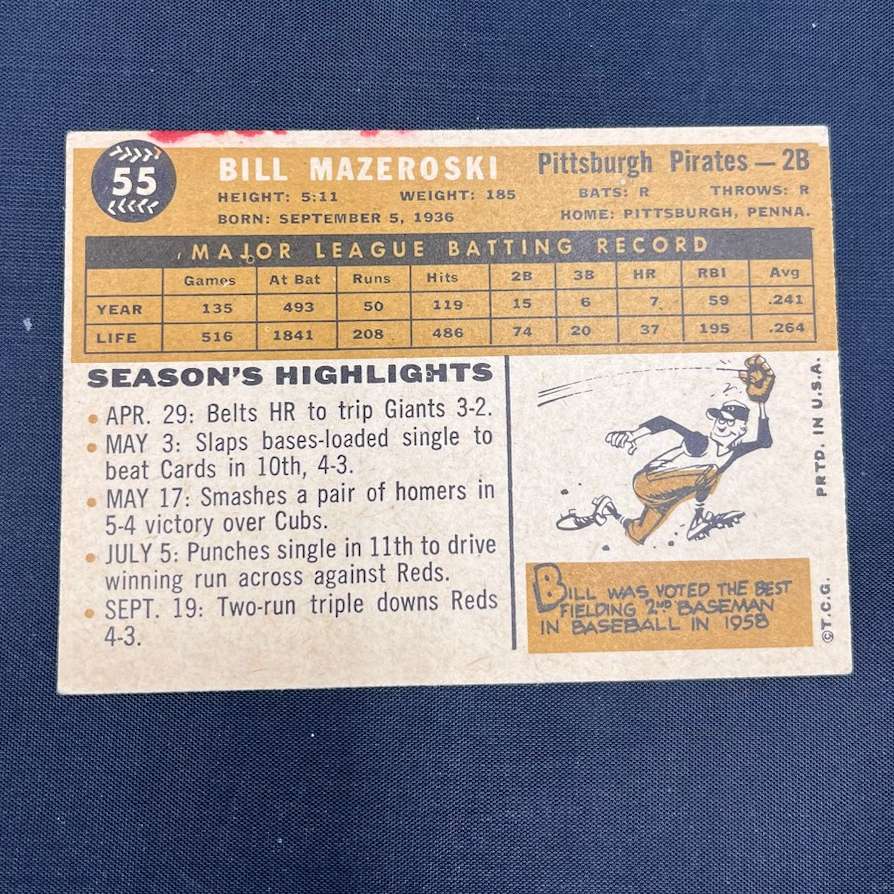 55
BILL MAZEROSKI Pittsburgh Pirates — 2B
HEIGHT: 5:11 WEIGHT: 185 BATS: R THROWS: R
BORN: SEPTEMBER 5, 1936 HOME: PITTSBURGH, PENNA.
MAJOR LEAGUE BATTING RECORD
Games At Bat Runs Hits 2B 3B HR RBI Avg
YEAR 135 493 50 119 15 6 7 59 .241
LIFE 516 1841 208 486 74 20 37 195 .264
SEASON'S HIGHLIGHTS
• APR. 29: Belts HR to trip Giants 3-2.
• MAY 3: Slaps bases-loaded single to
beat Cards in 10th, 4-3.
• MAY 17: Smashes a pair of homers in
5-4 victory over Cubs.
• JULY 5: Punches single in 11th to drive
winning run across against Reds.
• SEPT. 19: Two-run triple downs Reds
4-3.
BILL WAS VOTED THE BEST
FIELDING 2ND BASEMAN
IN BASEBALL IN 1958
©T.C.G. PRTD. IN U.S.A.